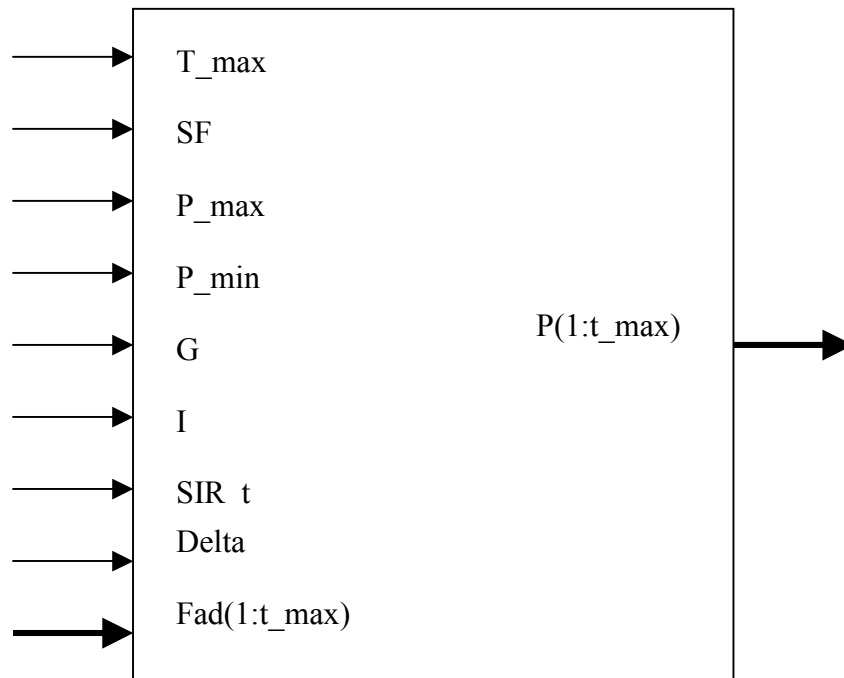 T_max
SF
P_max
P_min
P(1:t_max)
G
I
SIR_t
Delta
Fad(1:t_max)